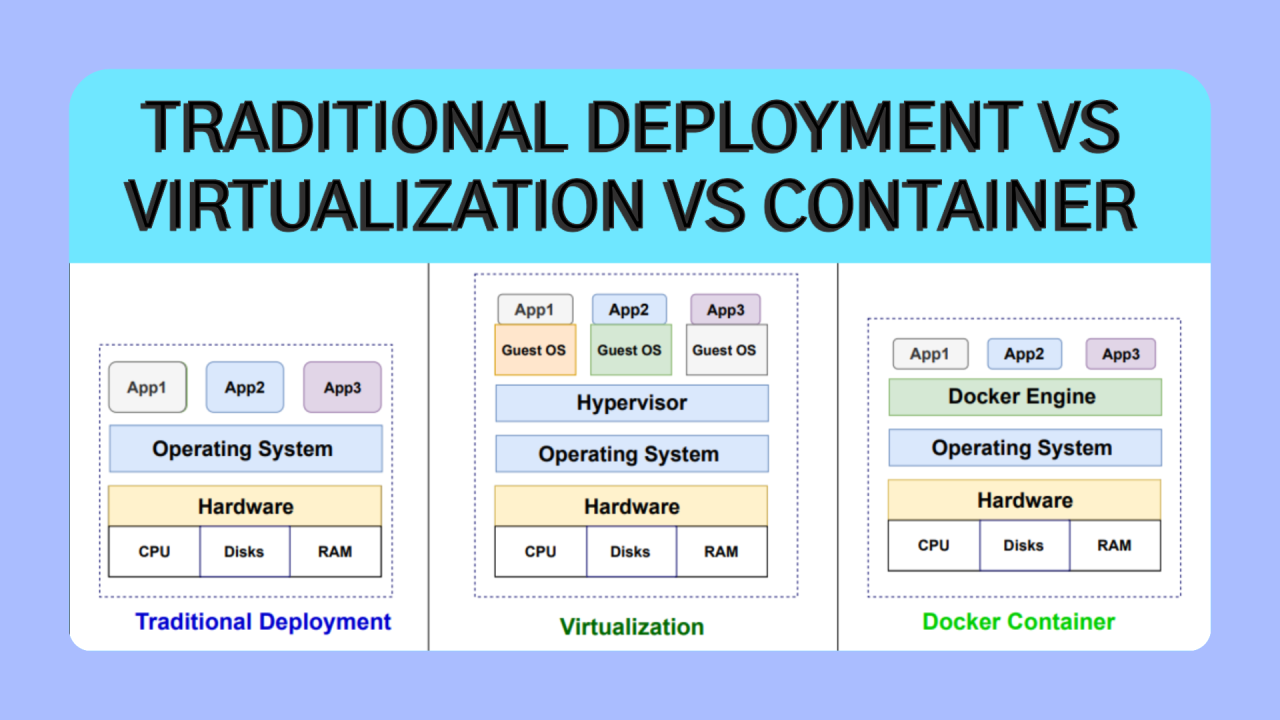 TRADITIONAL DEPLOYMENT VS
VIRTUALIZATION VS CONTAINER
App1 App2 App3
Operating System
Hardware
CPU Disks RAM
Traditional Deployment
App1 App2 App3
Guest OS Guest OS Guest OS
Hypervisor
Operating System
Hardware
CPU Disks RAM
Virtualization
App1 App2 App3
Docker Engine
Operating System
Hardware
CPU Disks RAM
Docker Container